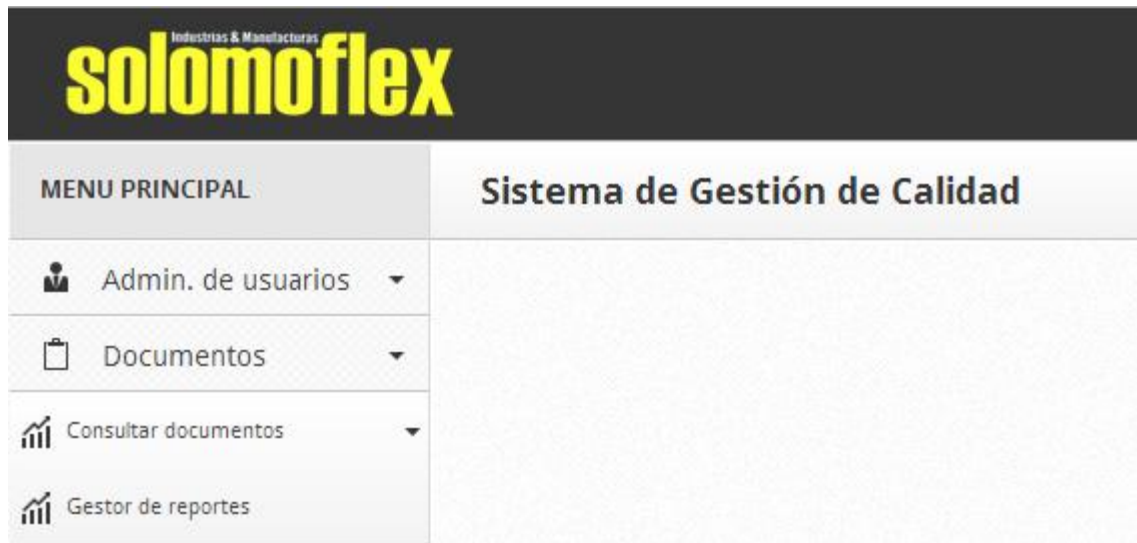 Industrias & Manufacturas
solomoflex
MENU PRINCIPAL
Sistema de Gestión de Calidad
Admin. de usuarios
Documentos
Consultar documentos
Gestor de reportes